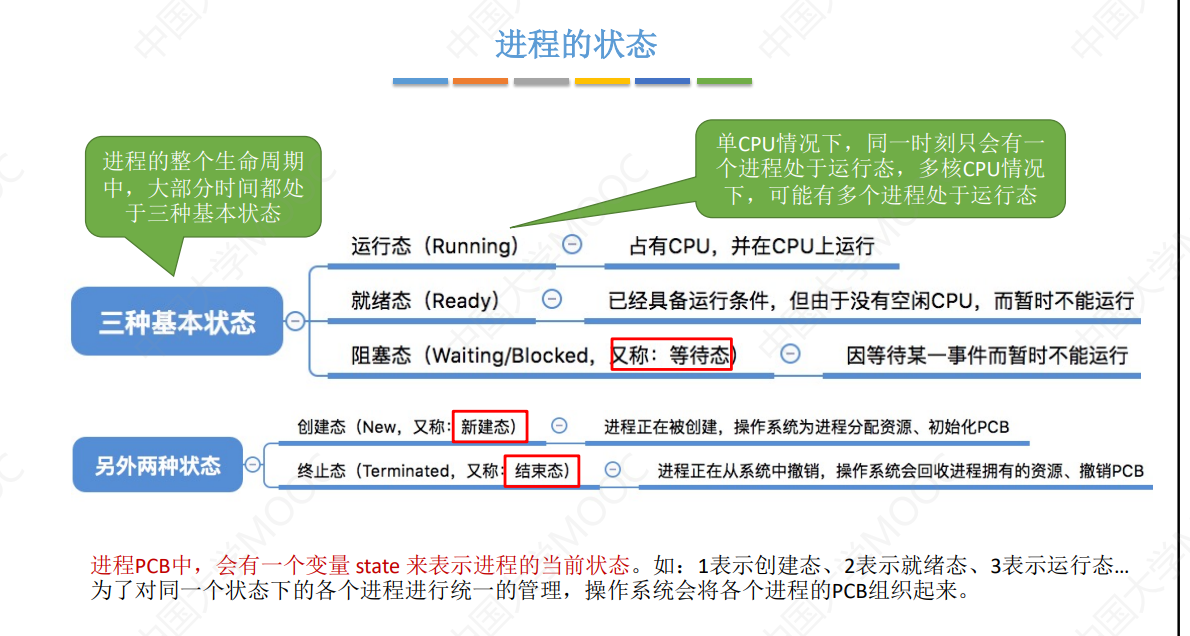 进程的状态
进程的整个生命周期
中，大部分时间都处
于三种基本状态
单CPU情况下，同一时刻只会有一
个进程处于运行态，多核CPU情况
下，可能有多个进程处于运行态
三种基本状态
运行态（Running） 占有CPU，并在CPU上运行
就绪态（Ready） 已经具备运行条件，但由于没有空闲CPU，而暂时不能运行
阻塞态（Waiting/Blocked，又称：等待态） 因等待某一事件而暂时不能运行
另外两种状态
创建态（New，又称：新建态） 进程正在被创建，操作系统为进程分配资源、初始化PCB
终止态（Terminated，又称：结束态） 进程正在从系统中撤销，操作系统会回收进程拥有的资源、撤销PCB
进程PCB中，会有一个变量 state 来表示进程的当前状态。如：1表示创建态、2表示就绪态、3表示运行态...
为了对同一个状态下的各个进程进行统一的管理，操作系统会将各个进程的PCB组织起来。
中国大学MOOC